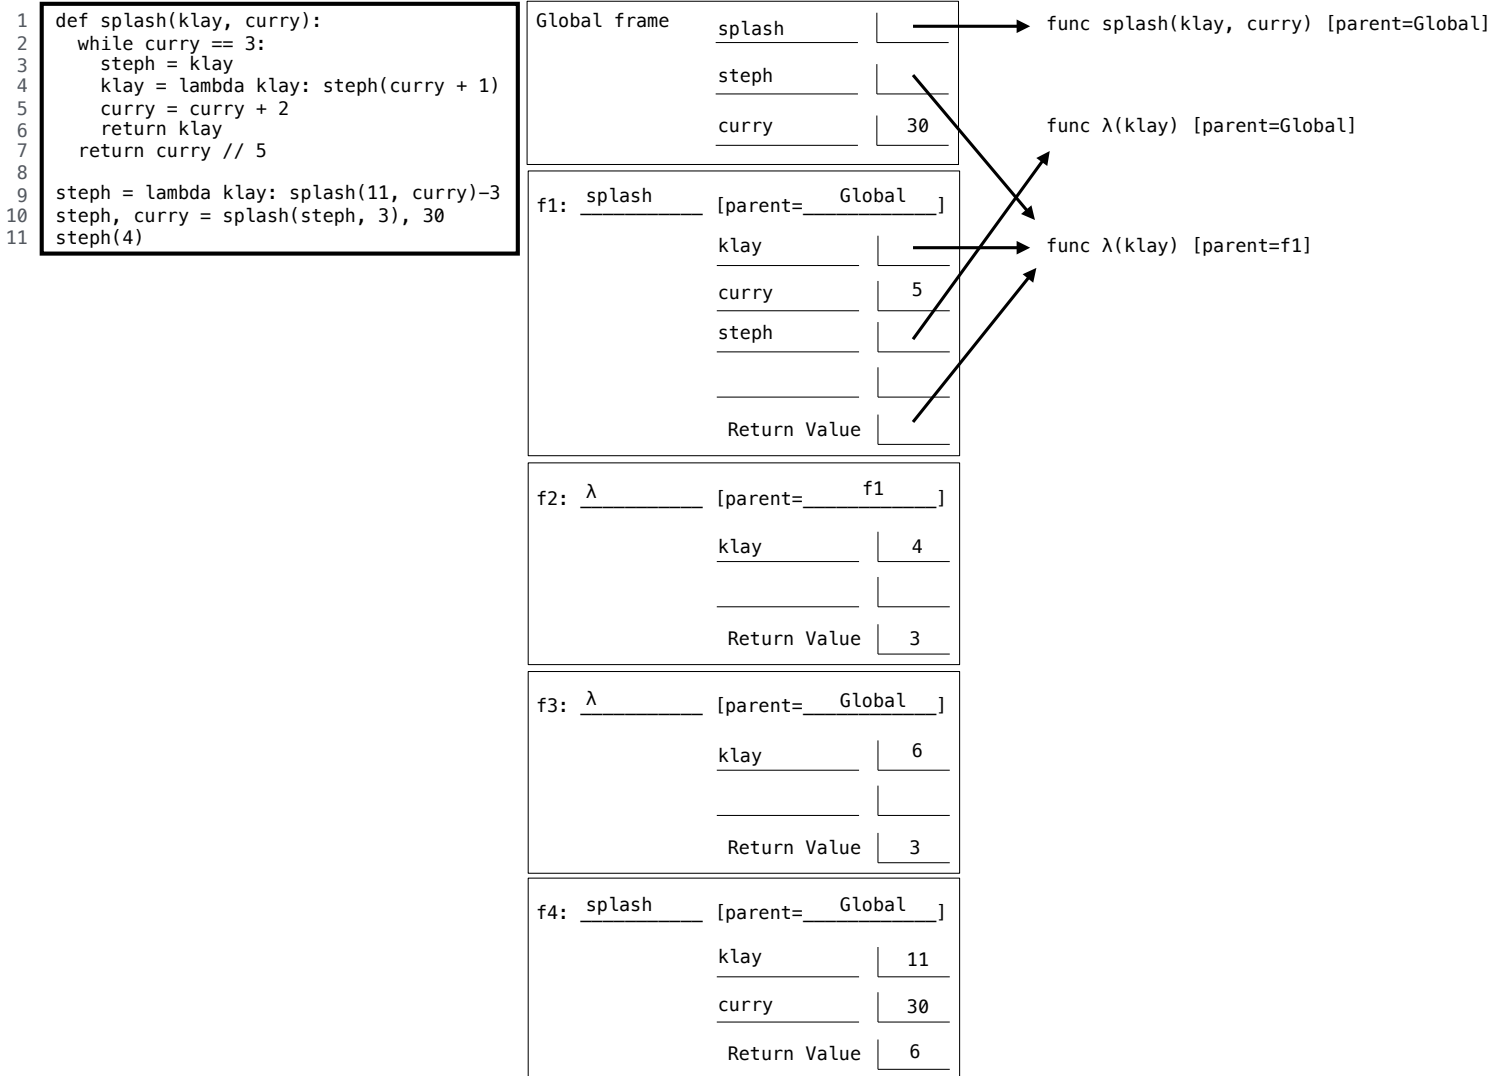 1 def splash(klay, curry):
2 while curry == 3:
3 steph = klay
4 klay = lambda klay: steph(curry + 1)
5 curry = curry + 2
6 return klay
7 return curry // 5
8
9 steph = lambda klay: splash(11, curry)–3
10 steph, curry = splash(steph, 3), 30
11 steph(4)
Global frame
splash
func splash(klay, curry) [parent=Global]
steph
curry 30
func λ(klay) [parent=Global]
f1: splash [parent=Global]
klay
func λ(klay) [parent=f1]
curry 5
steph
Return Value
f2: λ [parent=f1]
klay 4
Return Value 3
f3: λ [parent=Global]
klay 6
Return Value 3
f4: splash [parent=Global]
klay 11
curry 30
Return Value 6